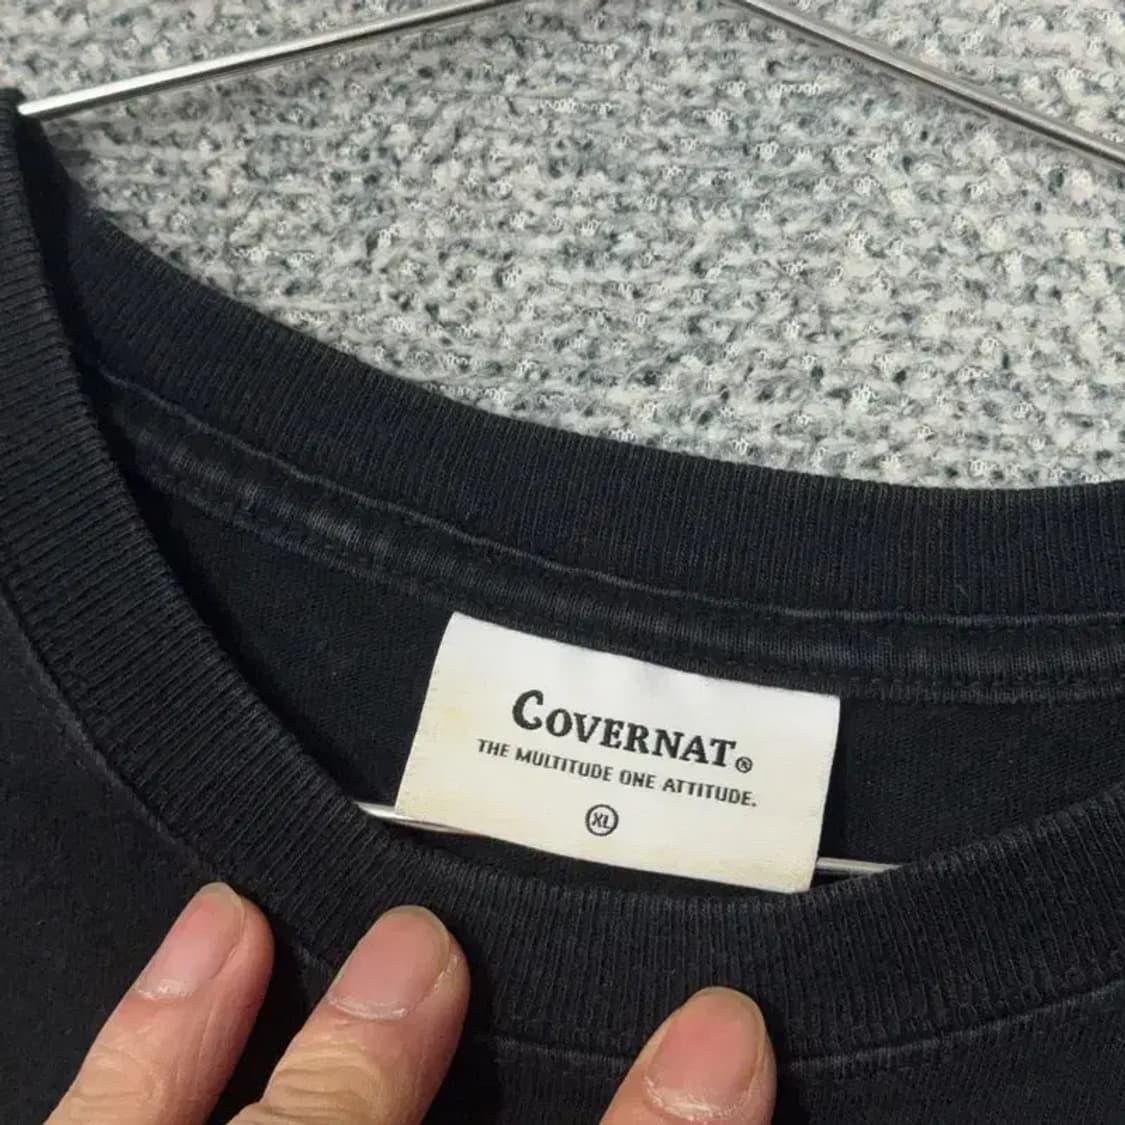 COVERNAT®
THE MULTITUDE ONE ATTITUDE.
XL